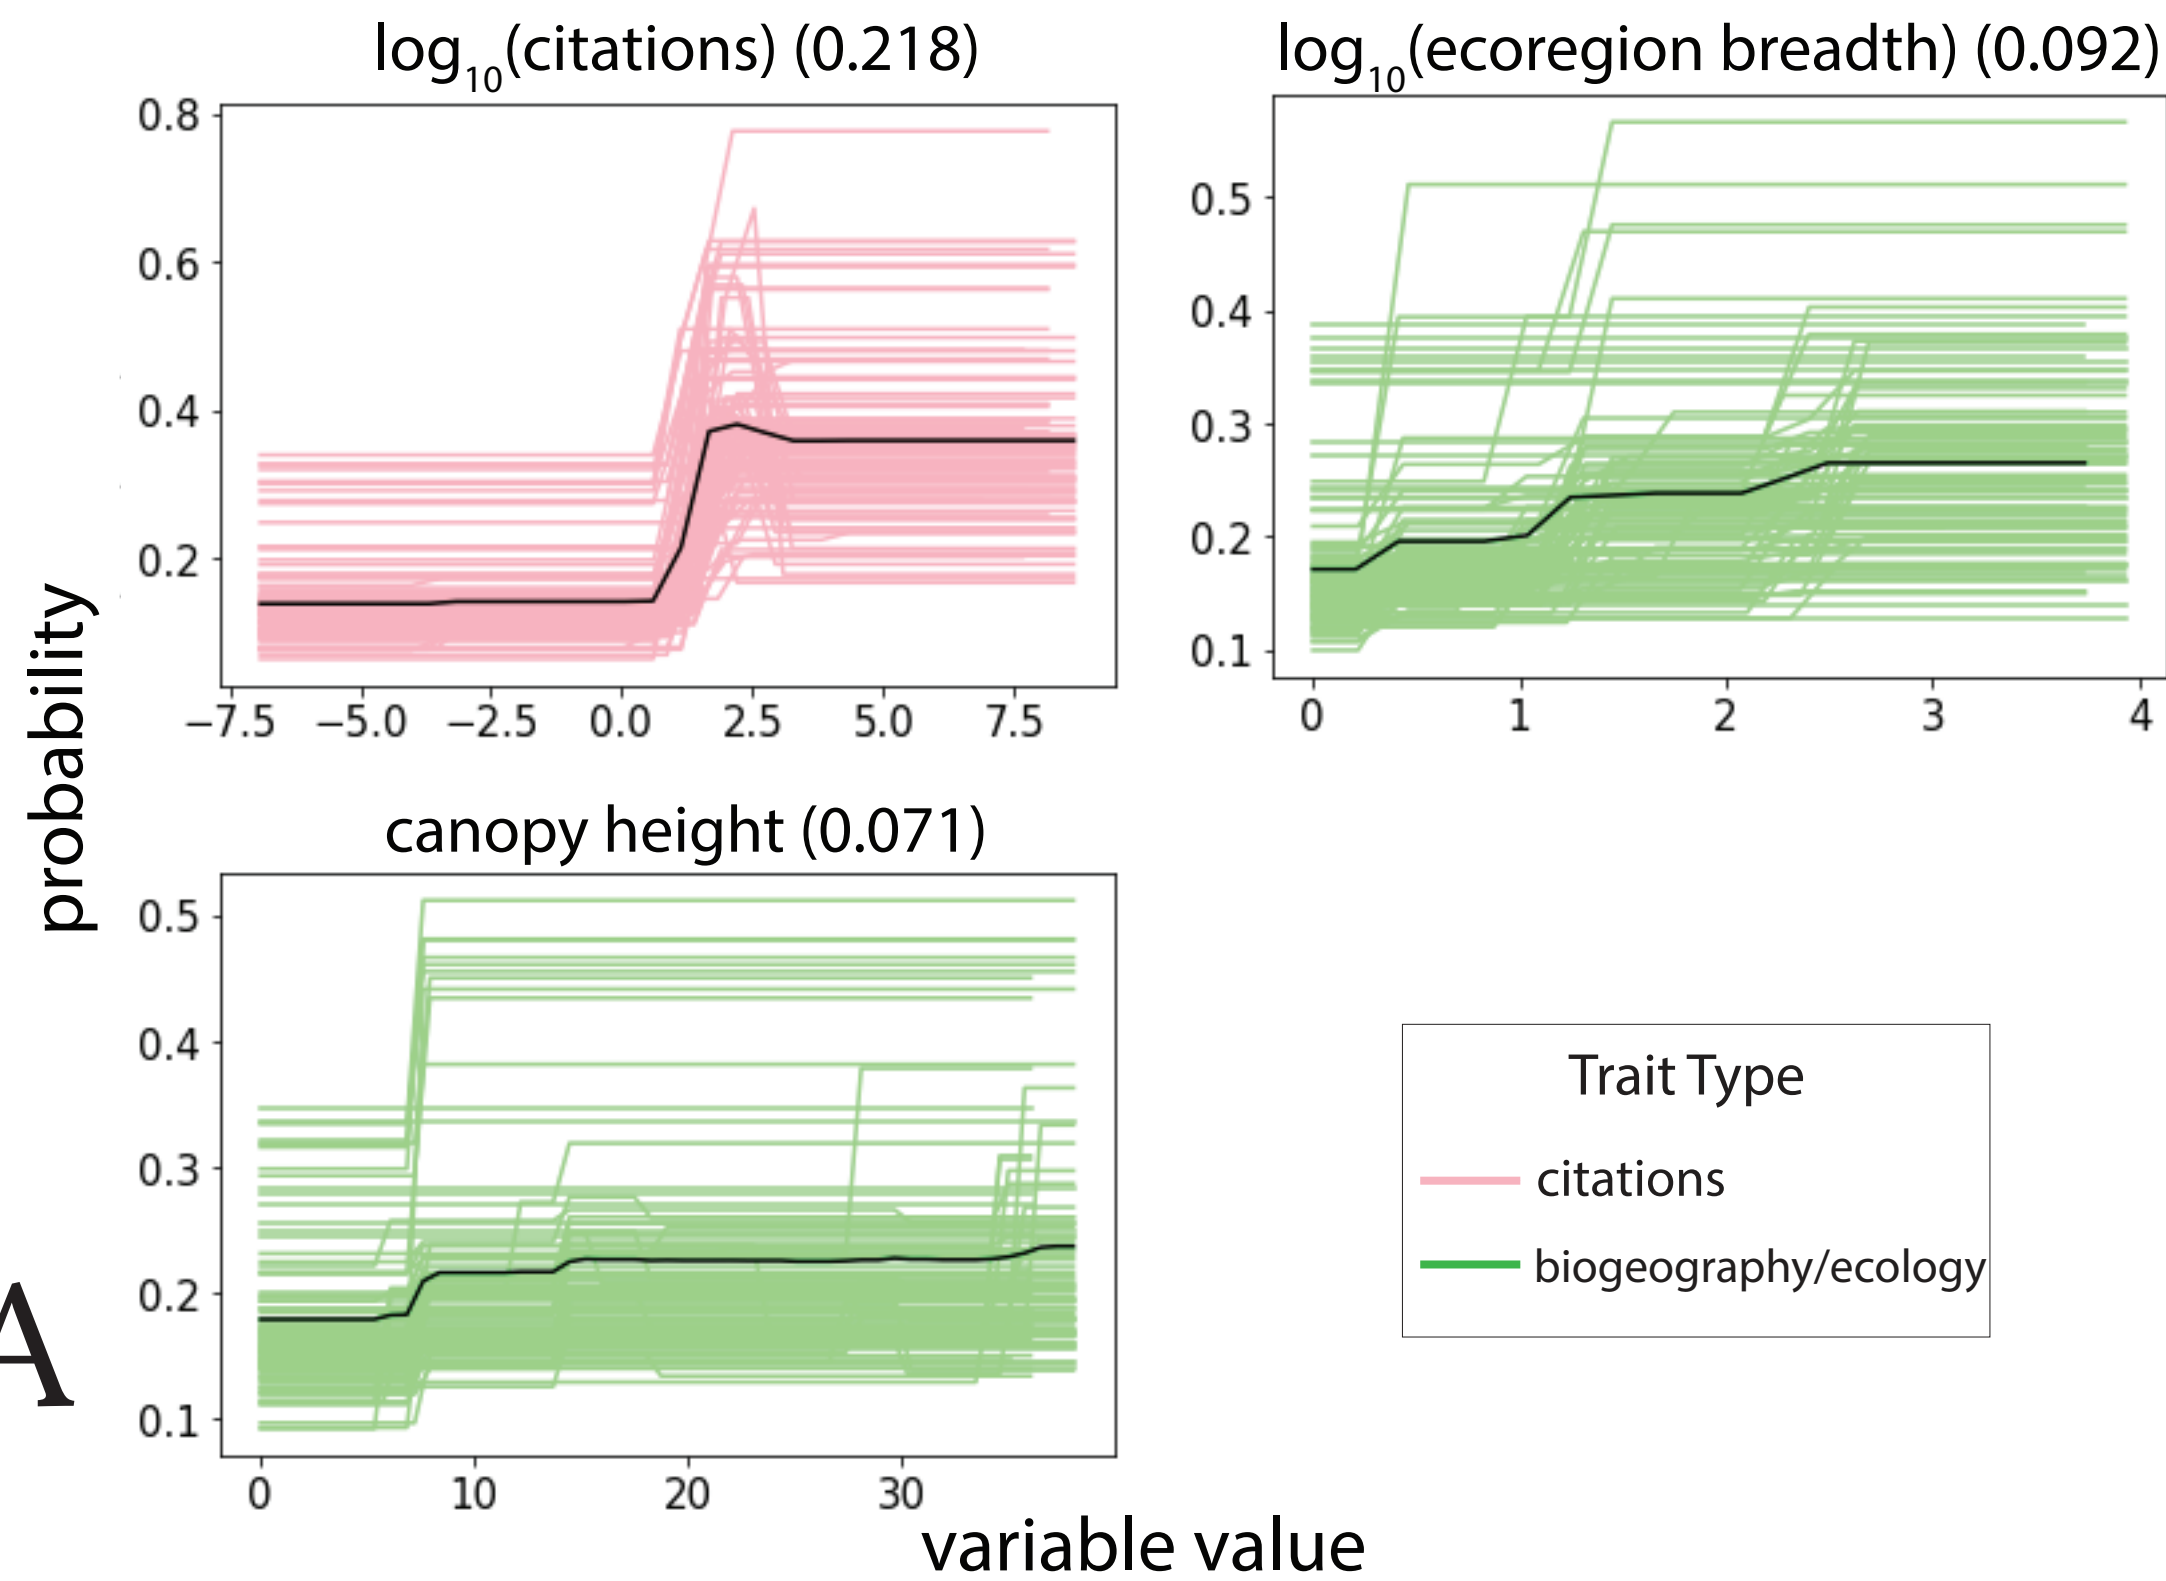 log₁₀(citations) (0.218)
log₁₀(ecoregion breadth) (0.092)
0.8
0.6
0.4
0.2
−7.5 −5.0 −2.5 0.0 2.5 5.0 7.5
0.5
0.4
0.3
0.2
0.1
0 1 2 3 4
probability
canopy height (0.071)
0.5
0.4
0.3
0.2
0.1
0 10 20 30
Trait Type
citations
biogeography/ecology
A
variable value